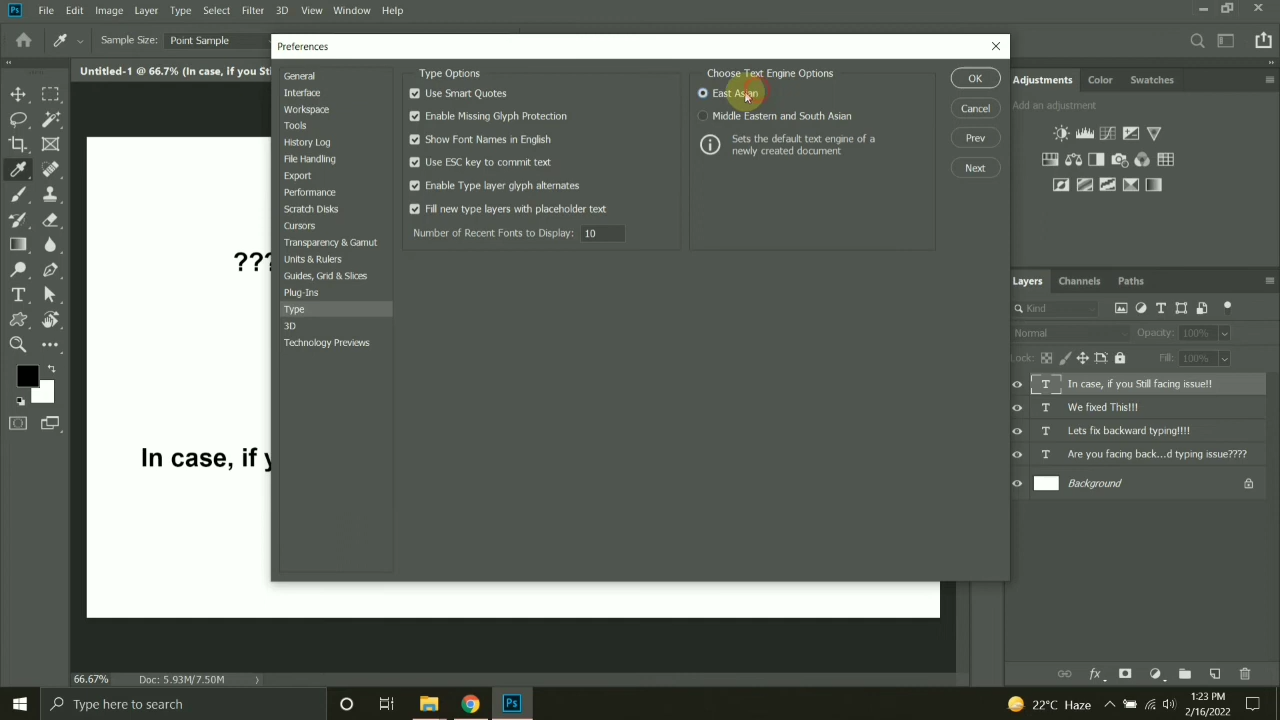 Ps File Edit Image Layer Type Select Filter 3D View Window Help
Sample Size: Point Sample
Untitled-1 @ 66.7% (In case, if you Sti
Preferences
General
Interface
Workspace
Tools
History Log
File Handling
Export
Performance
Scratch Disks
Cursors
Transparency & Gamut
Units & Rulers
Guides, Grid & Slices
Plug-Ins
Type
3D
Technology Previews
Type Options
Use Smart Quotes
Enable Missing Glyph Protection
Show Font Names in English
Use ESC key to commit text
Enable Type layer glyph alternates
Fill new type layers with placeholder text
Number of Recent Fonts to Display: 10
Choose Text Engine Options
East Asian
Middle Eastern and South Asian
Sets the default text engine of a
newly created document
OK
Cancel
Prev
Next
???
In case, if y
Adjustments Color Swatches
Add an adjustment
Layers Channels Paths
Kind
Normal Opacity: 100%
Lock: Fill: 100%
T In case, if you Still facing issue!!
T We fixed This!!!
T Lets fix backward typing!!!!
T Are you facing back...d typing issue????
Background
66.67% Doc: 5.93M/7.50M
Type here to search
Ps
22°C Haze
1:23 PM
2/16/2022